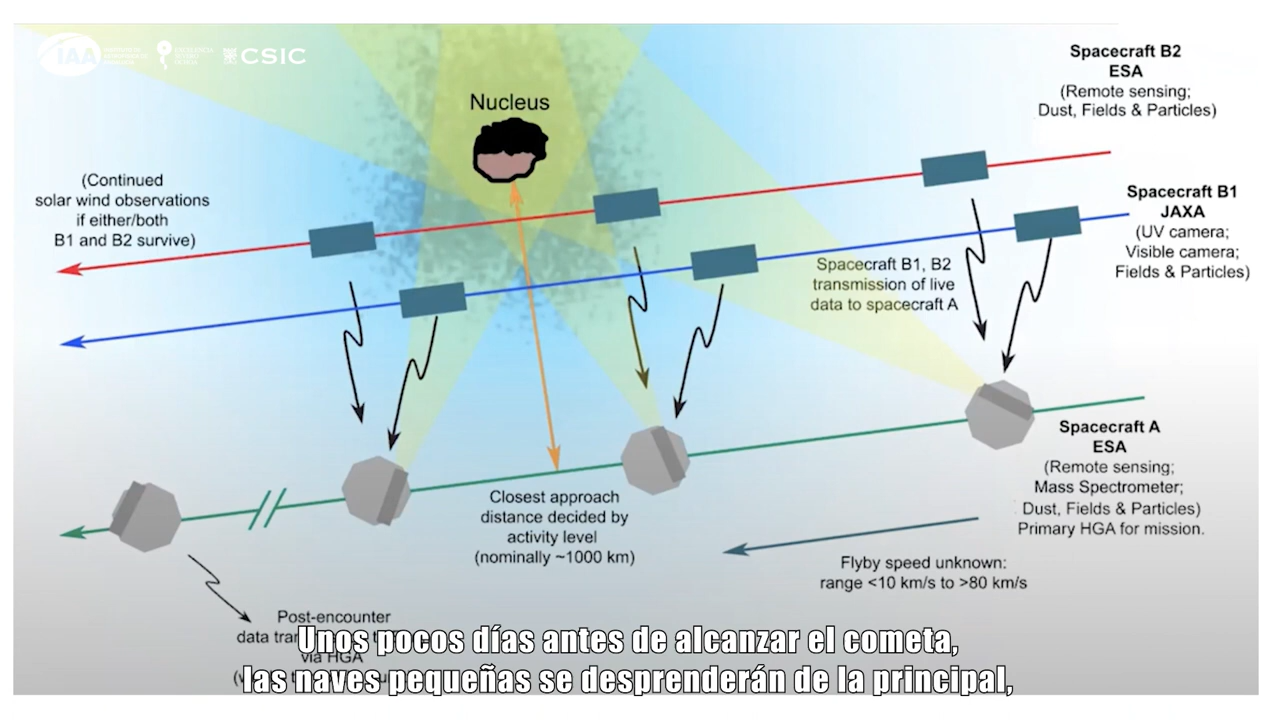 IAA
CSIC
Spacecraft B2
ESA
(Remote sensing;
Dust, Fields & Particles)
Nucleus
(Continued
solar wind observations
if either/both
B1 and B2 survive)
Spacecraft B1
JAXA
(UV camera;
Visible camera;
Fields & Particles)
Spacecraft B1, B2
transmission of live
data to spacecraft A
Spacecraft A
ESA
(Remote sensing;
Mass Spectrometer;
Dust, Fields & Particles)
Primary HGA for mission.
Closest approach
distance decided by
activity level
(nominally ~1000 km)
Flyby speed unknown:
range <10 km/s to >80 km/s
Post-encounter
data
via HGA
Unos pocos días antes de alcanzar el cometa,
las naves pequeñas se desprenderán de la principal,